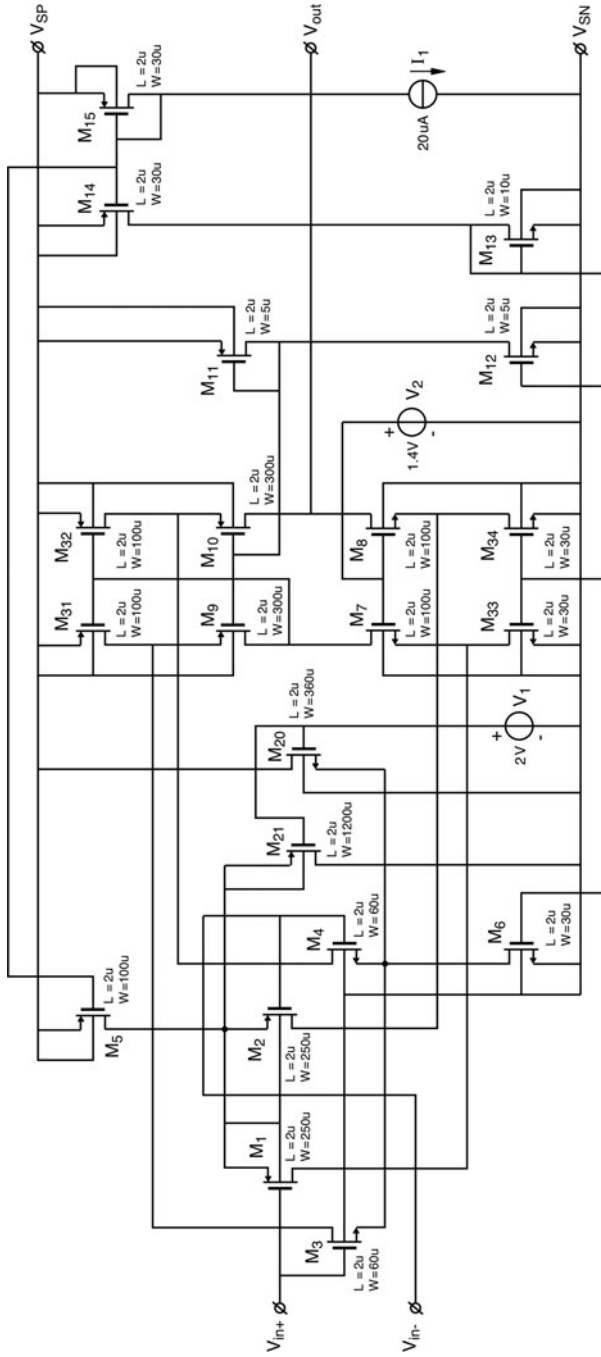 V_SP
V_out
V_SN
M15
L=2u
W=30u
I1
20uA
M14
L=2u
W=30u
M13
L=2u
W=10u
M11
L=2u
W=5u
M12
L=2u
W=5u
V2
1.4V
+
-
M32
L=2u
W=100u
M10
L=2u
W=300u
M8
L=2u
W=100u
M34
L=2u
W=30u
M31
L=2u
W=100u
M9
L=2u
W=300u
M7
L=2u
W=100u
M33
L=2u
W=30u
M20
L=2u
W=360u
V1
2V
+
-
M21
L=2u
W=1200u
M5
L=2u
W=100u
M4
L=2u
W=60u
M6
L=2u
W=30u
M2
L=2u
W=250u
M1
L=2u
W=250u
M3
L=2u
W=60u
Vin+
Vin-